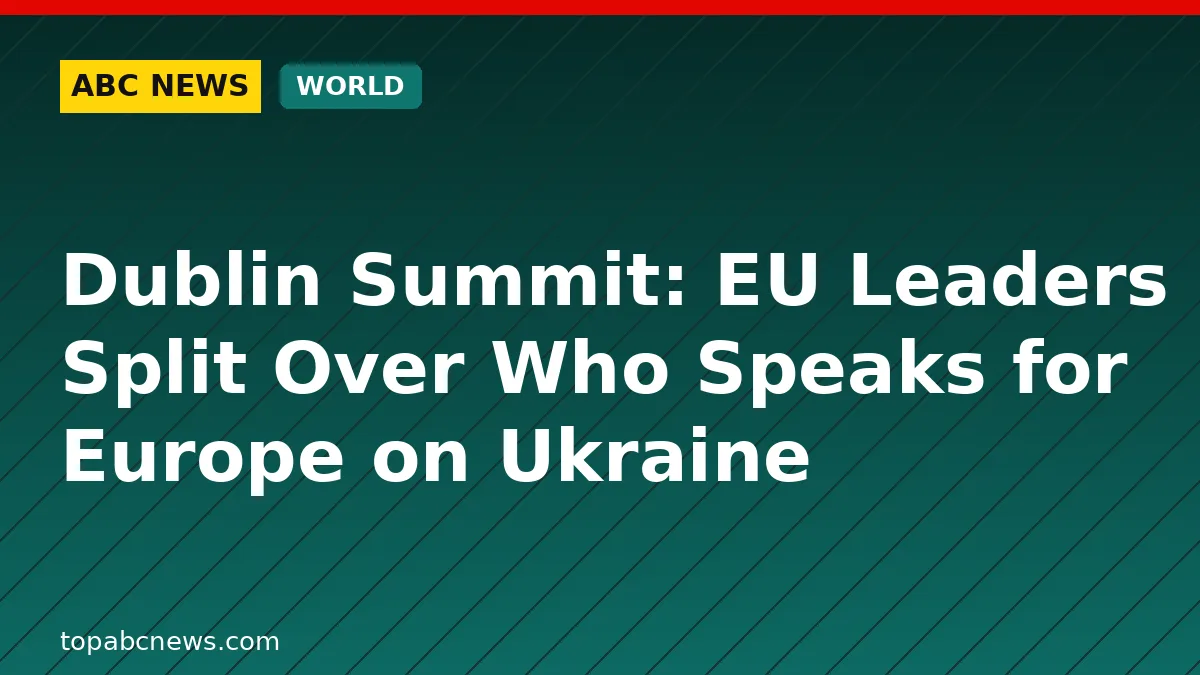 ABC NEWS
WORLD
Dublin Summit: EU Leaders
Split Over Who Speaks for
Europe on Ukraine
topabcnews.com